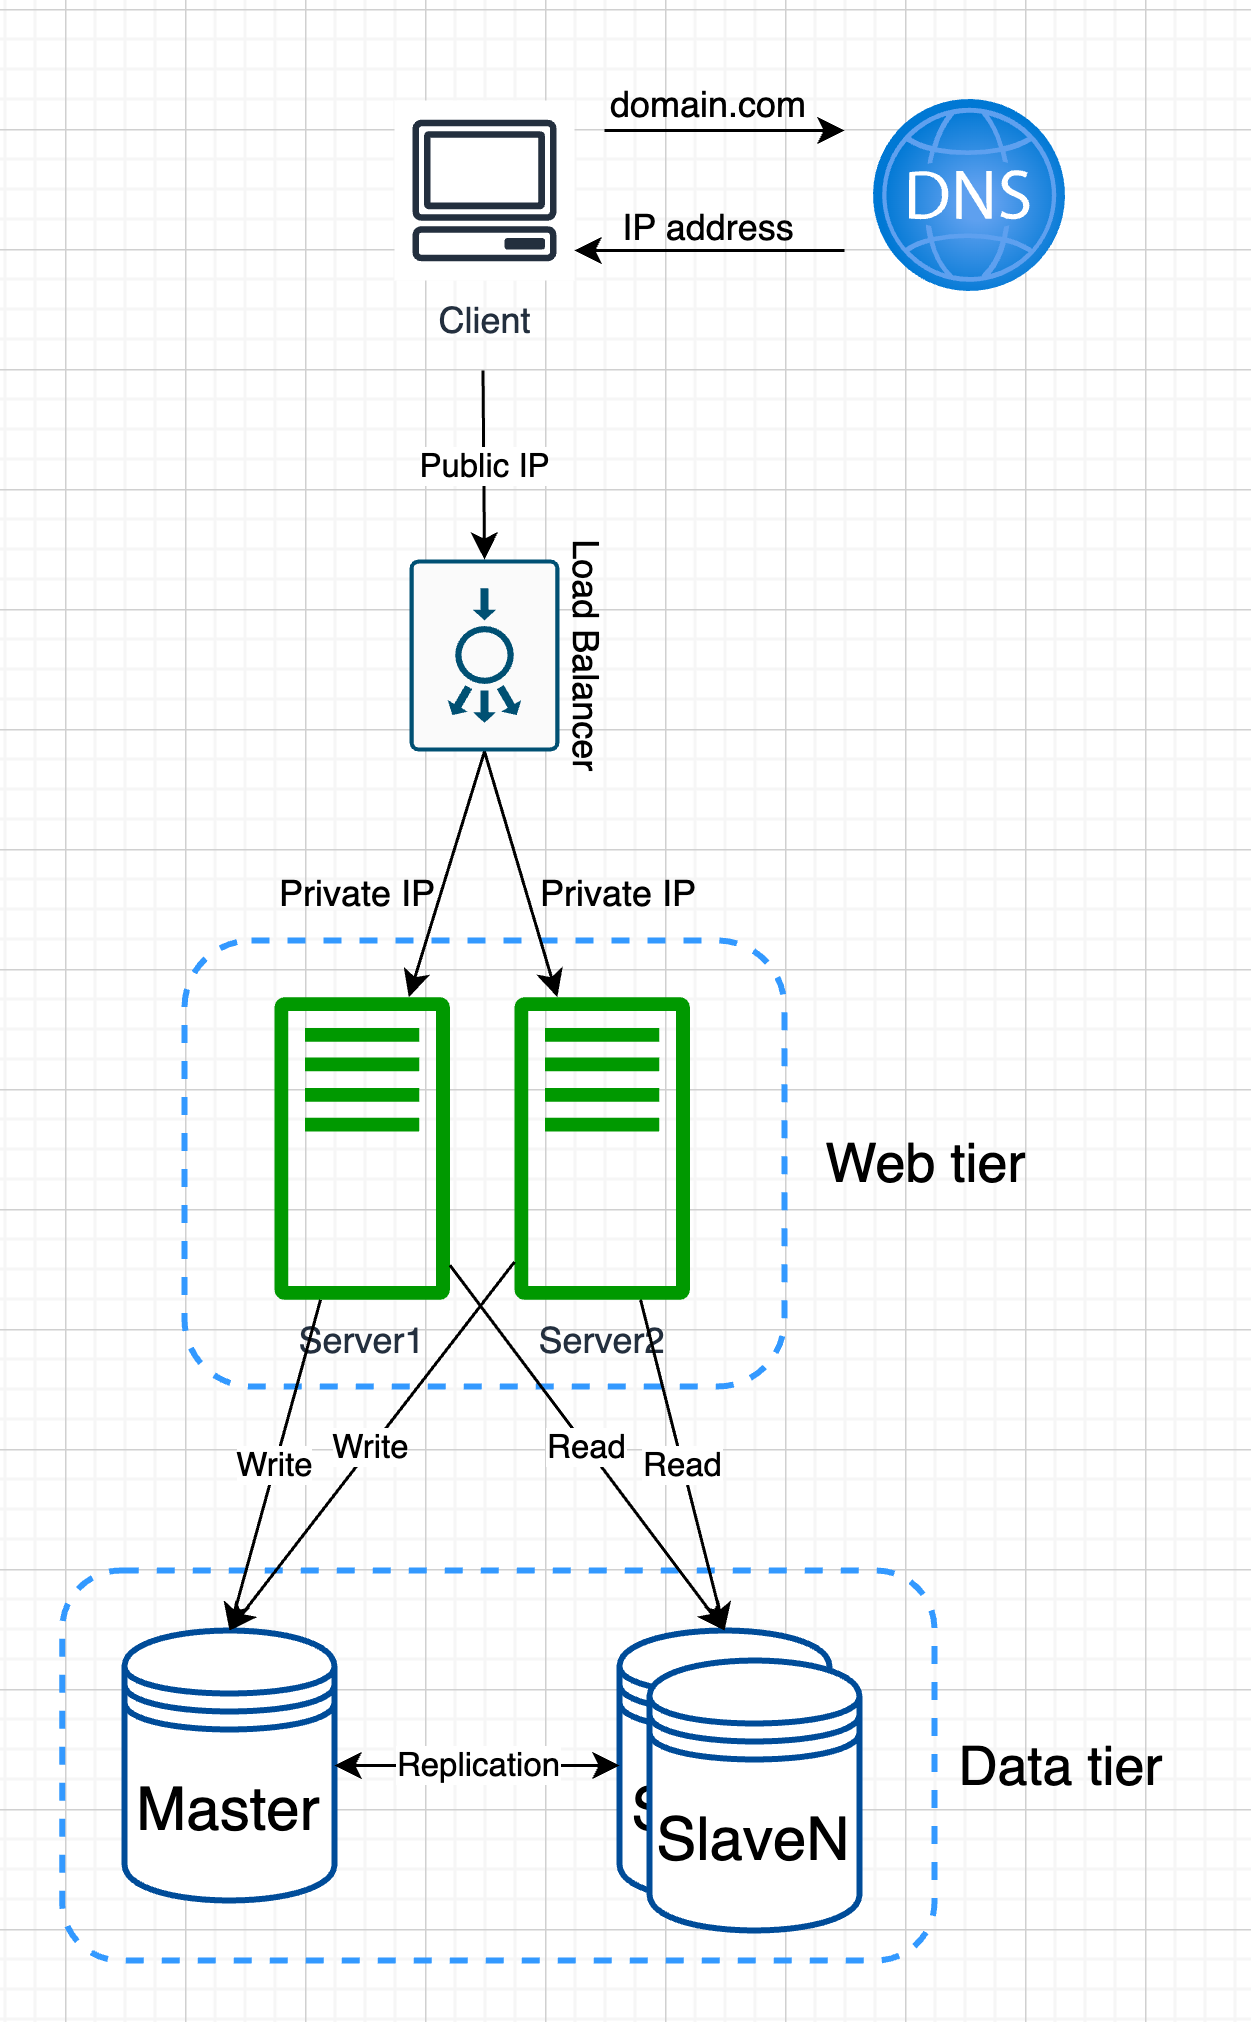 domain.com
DNS
IP address
Client
Public IP
Load Balancer
Private IP
Private IP
Web tier
Server1
Server2
Write
Write
Read
Read
Replication
Data tier
Master
S
SlaveN